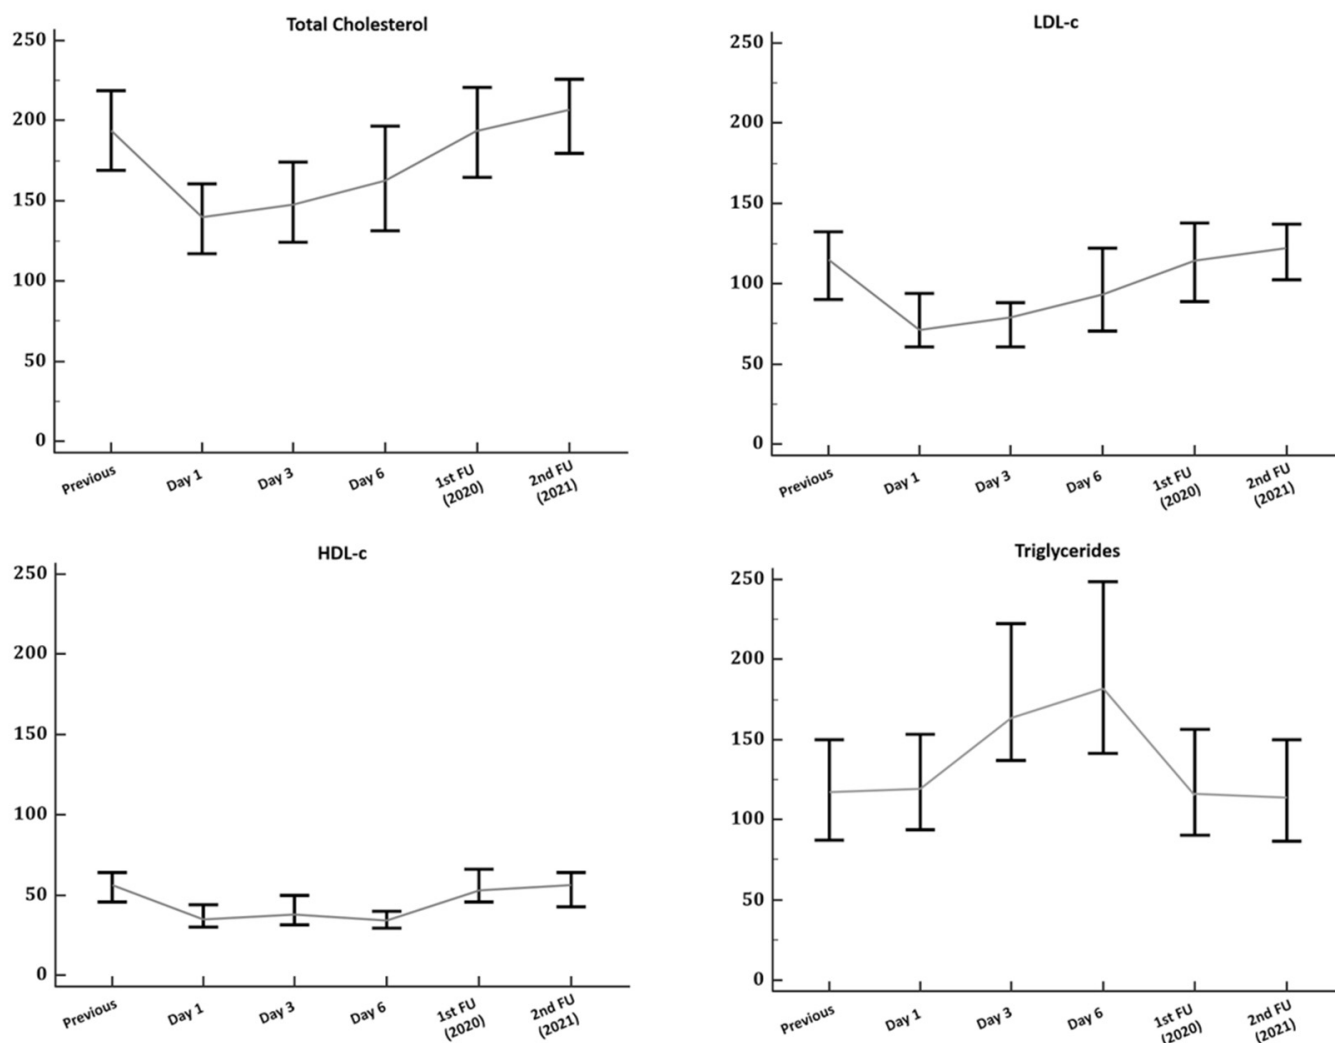 Total Cholesterol
250
200
150
100
50
0
Previous
Day 1
Day 3
Day 6
1st FU
(2020)
2nd FU
(2021)
LDL-c
250
200
150
100
50
0
Previous
Day 1
Day 3
Day 6
1st FU
(2020)
2nd FU
(2021)
HDL-c
250
200
150
100
50
0
Previous
Day 1
Day 3
Day 6
1st FU
(2020)
2nd FU
(2021)
Triglycerides
250
200
150
100
50
0
Previous
Day 1
Day 3
Day 6
1st FU
(2020)
2nd FU
(2021)